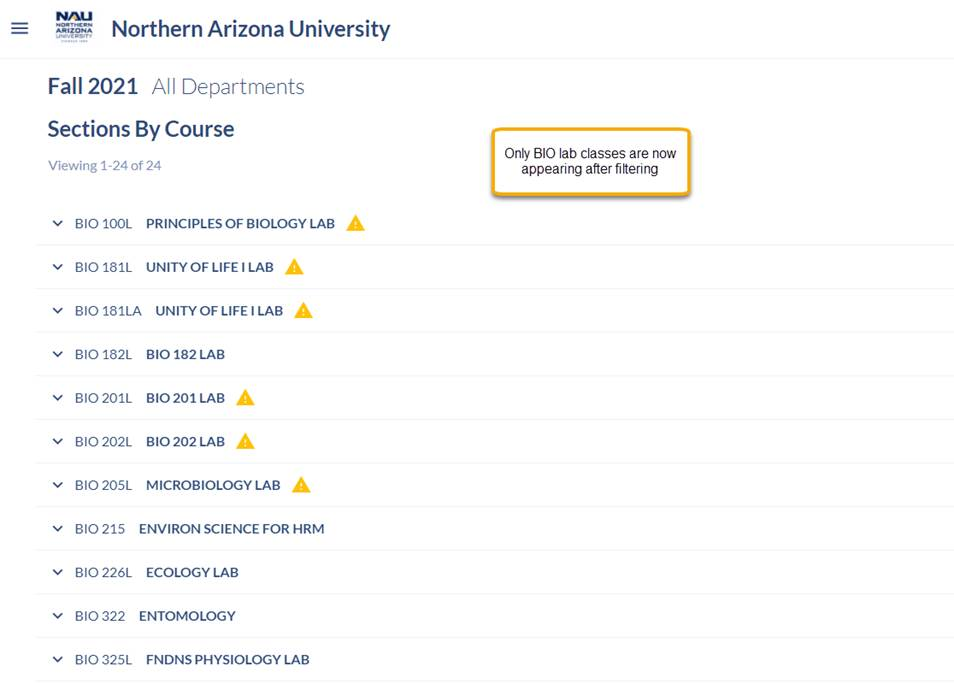 NAU
NORTHERN
ARIZONA
UNIVERSITY
Northern Arizona University
Fall 2021 All Departments
Sections By Course
Viewing 1-24 of 24
Only BIO lab classes are now
appearing after filtering
BIO 100L PRINCIPLES OF BIOLOGY LAB
BIO 181L UNITY OF LIFE I LAB
BIO 181LA UNITY OF LIFE I LAB
BIO 182L BIO 182 LAB
BIO 201L BIO 201 LAB
BIO 202L BIO 202 LAB
BIO 205L MICROBIOLOGY LAB
BIO 215 ENVIRON SCIENCE FOR HRM
BIO 226L ECOLOGY LAB
BIO 322 ENTOMOLOGY
BIO 325L FNDNS PHYSIOLOGY LAB